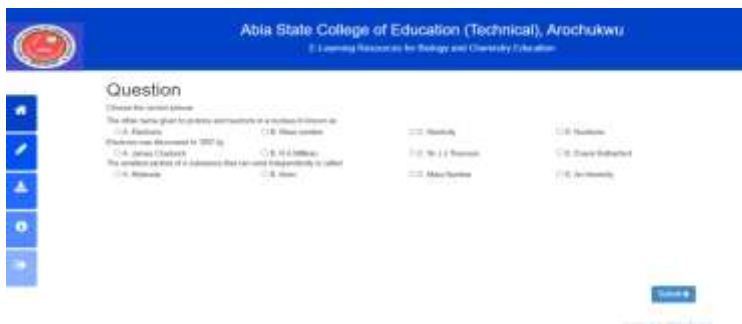 Abia State College of Education (Technical), Arochukwu
E-Learning Resources for Biology and Chemistry Education
Question
Choose the correct answer
The other name given to protons and neutrons in a nucleus is known as
A. Electrons B. Mass number C. D. Nucleons
Electron was discovered in 1897 by
A. James Chadwick B. R A Millikan C. Sir J J Thomson D. Ernest Rutherford
The smallest particle of a substance that can exist independently is called
A. Molecule B. Atom C. Mass Number D. An Impurity
Submit